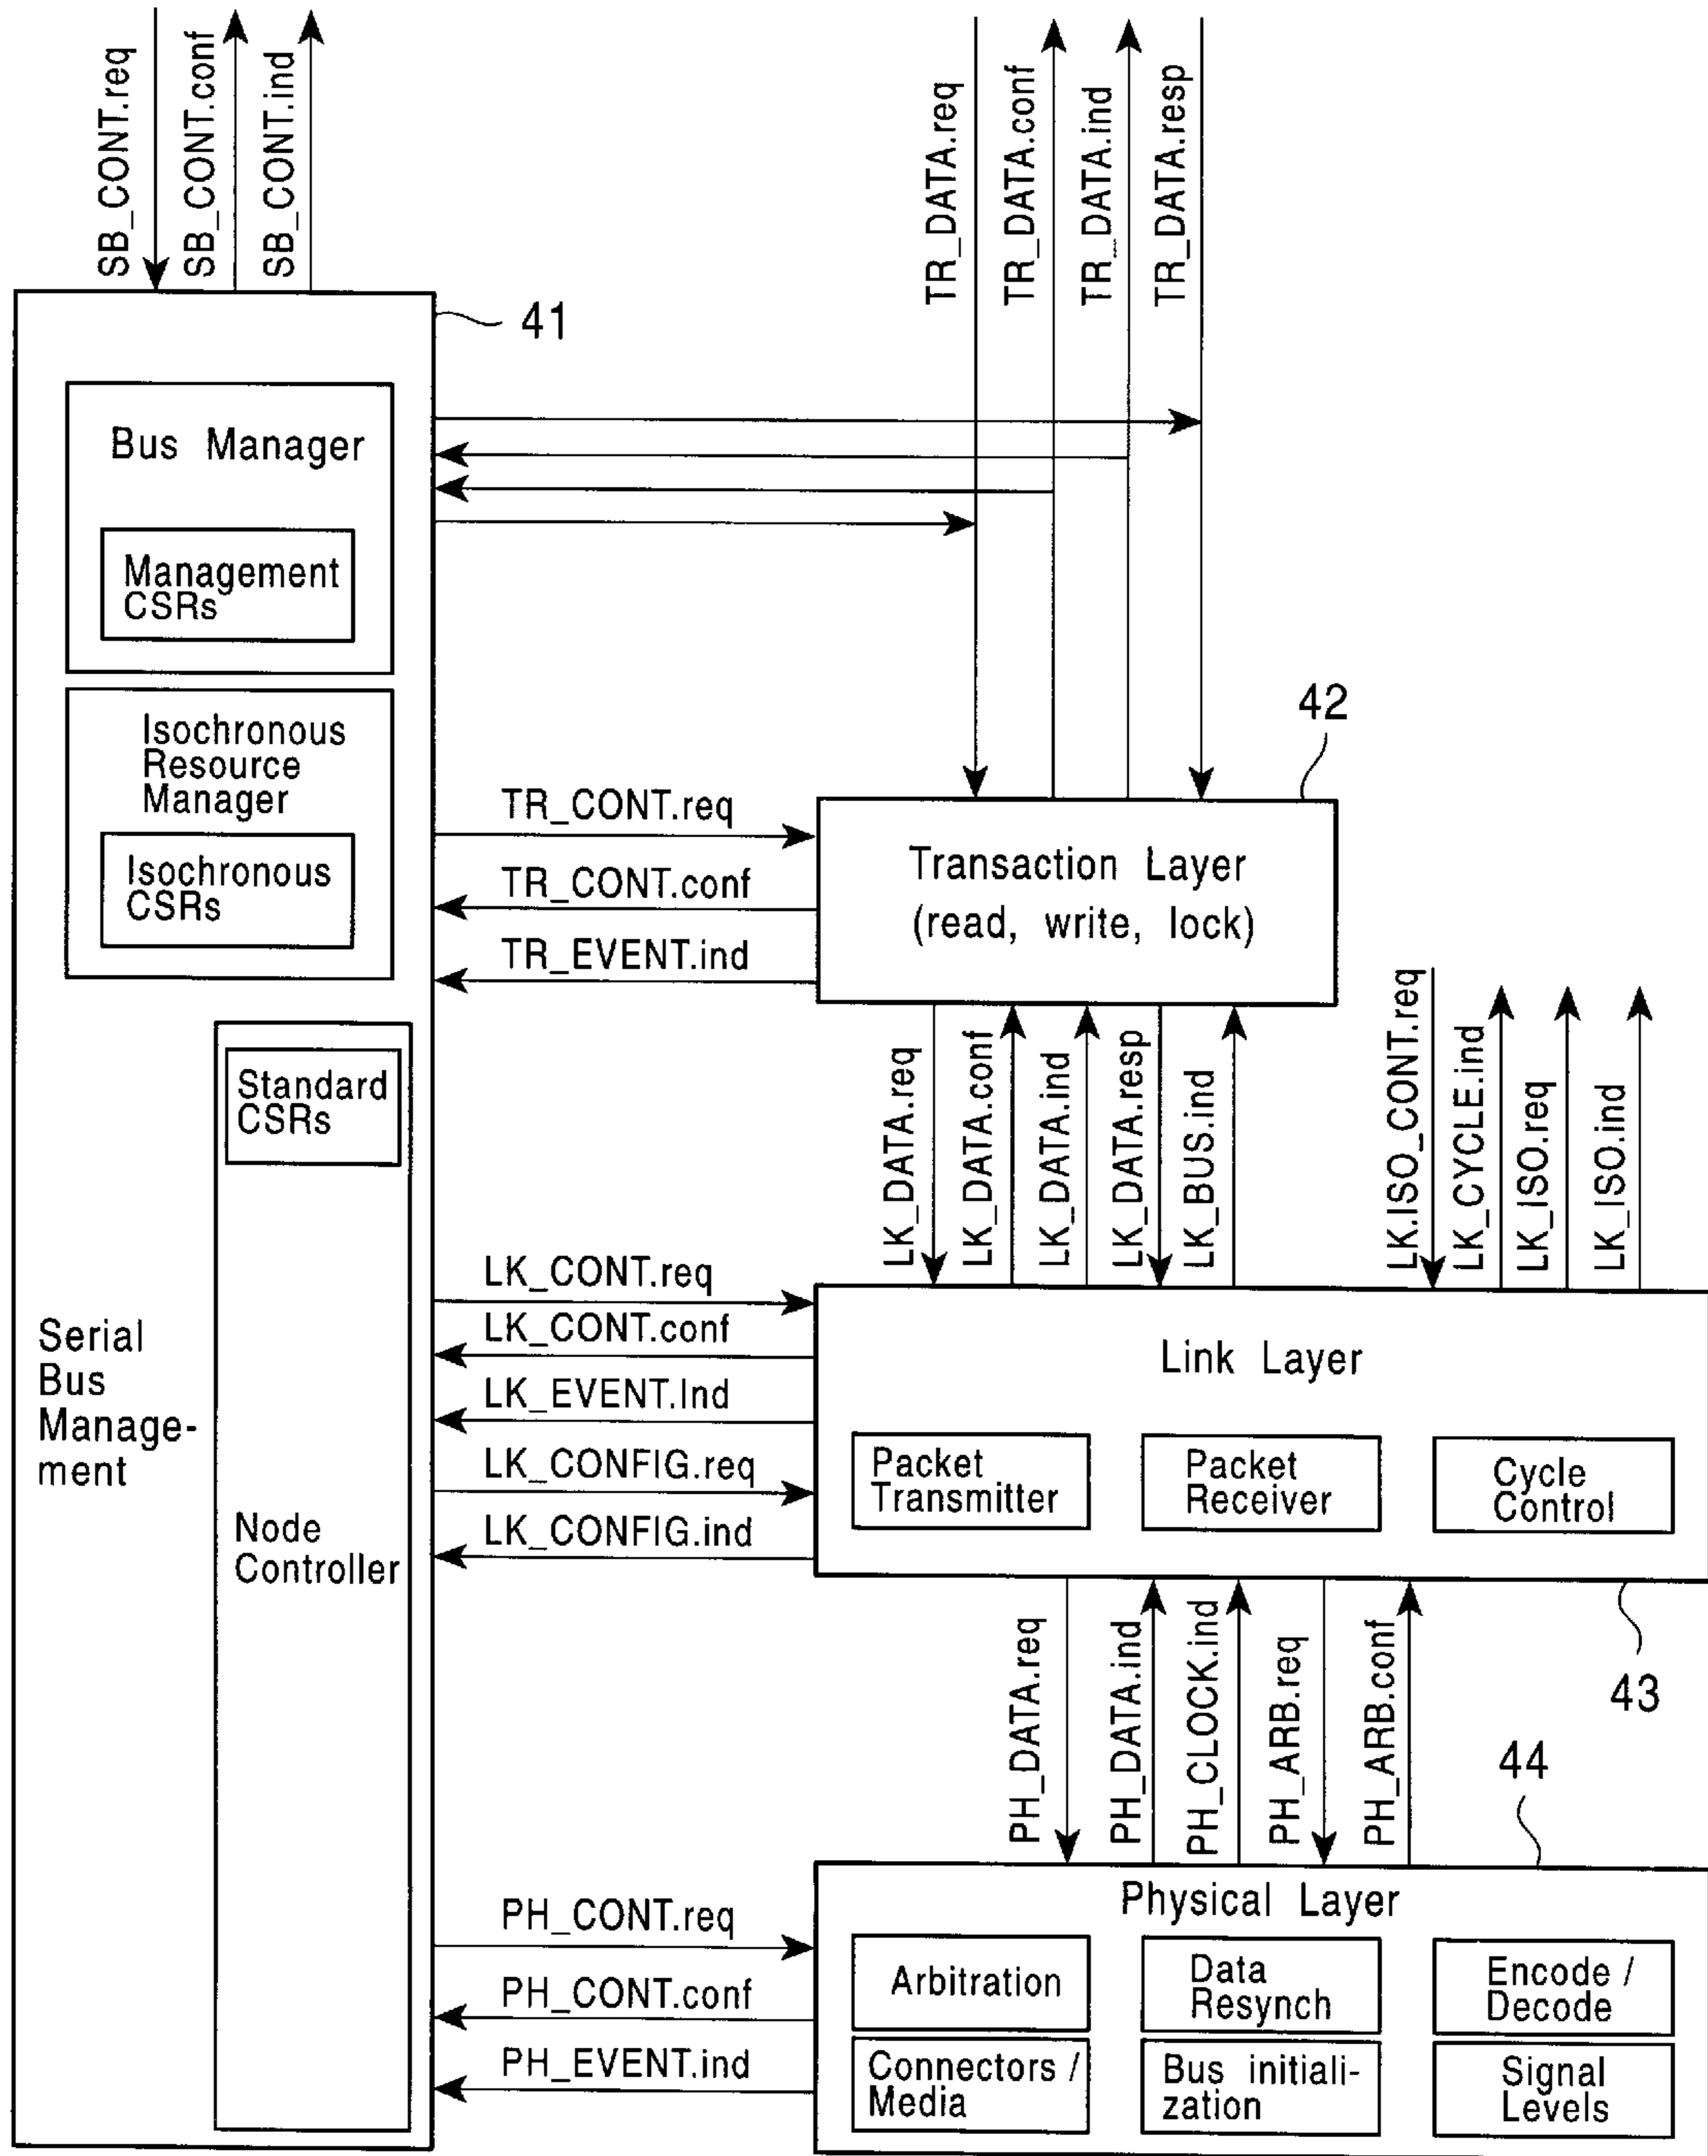 SB_CONT.req
SB_CONT.conf
SB_CONT.ind
TR_DATA.req
TR_DATA.conf
TR_DATA.ind
TR_DATA.resp
41
Bus Manager
Management
CSRs
Isochronous
Resource
Manager
Isochronous
CSRs
TR_CONT.req
TR_CONT.conf
TR_EVENT.ind
42
Transaction Layer
(read, write, lock)
Standard
CSRs
LK_DATA.req
LK_DATA.conf
LK_DATA.ind
LK_DATA.resp
LK_BUS.ind
LK.ISO_CONT.req
LK_CYCLE.ind
LK_ISO.req
LK_ISO.ind
Serial
Bus
Manage-
ment
Node
Controller
LK_CONT.req
LK_CONT.conf
LK_EVENT.Ind
LK_CONFIG.req
LK_CONFIG.ind
Link Layer
Packet
Transmitter
Packet
Receiver
Cycle
Control
43
PH_DATA.req
PH_DATA.ind
PH_CLOCK.ind
PH_ARB.req
PH_ARB.conf
44
PH_CONT.req
PH_CONT.conf
PH_EVENT.ind
Physical Layer
Arbitration
Data
Resynch
Encode /
Decode
Connectors /
Media
Bus initiali-
zation
Signal
Levels